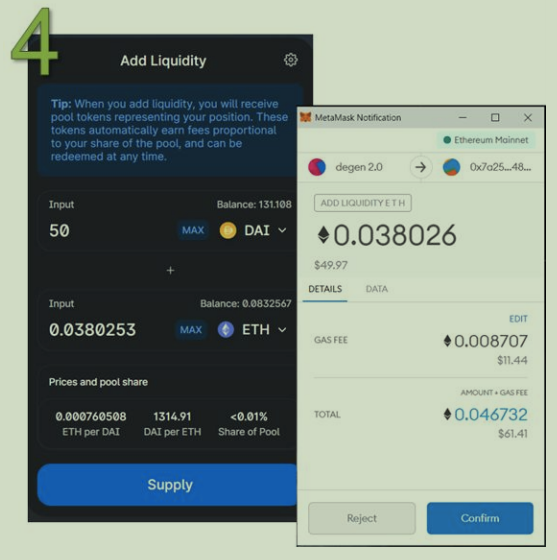 4
Add Liquidity
Tip: When you add liquidity, you will receive
pool tokens representing your position. These
tokens automatically earn fees proportional
to your share of the pool, and can be
redeemed at any time.
Input Balance: 131.108
50 MAX DAI
+
Input Balance: 0.0832567
0.0380253 MAX ETH
Prices and pool share
0.000760508 1314.91 <0.01%
ETH per DAI DAI per ETH Share of Pool
Supply
MetaMask Notification
Ethereum Mainnet
degen 2.0 0x7a25...48...
ADD LIQUIDITY E T H
0.038026
$49.97
DETAILS DATA
EDIT
GAS FEE 0.008707
$11.44
AMOUNT + GAS FEE
TOTAL 0.046732
$61.41
Reject Confirm